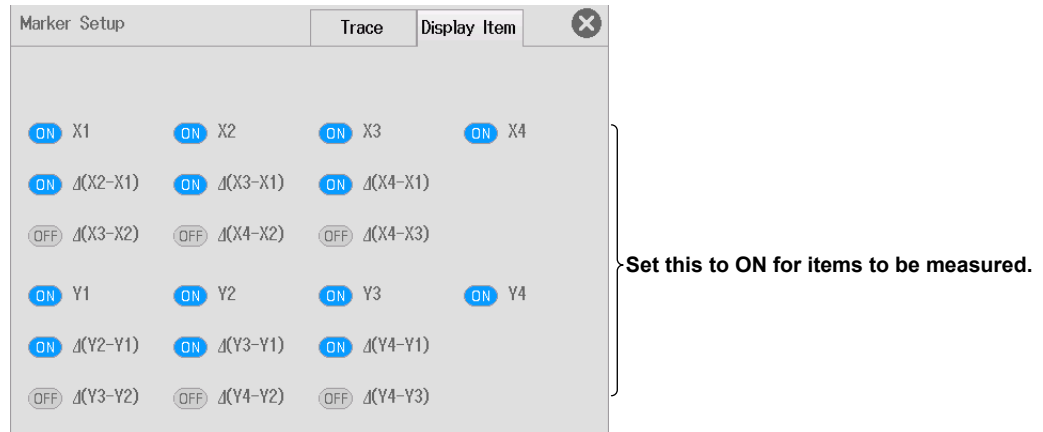 Marker Setup Trace Display Item
ON X1 ON X2 ON X3 ON X4
ON Δ(X2-X1) ON Δ(X3-X1) ON Δ(X4-X1)
OFF Δ(X3-X2) OFF Δ(X4-X2) OFF Δ(X4-X3)
Set this to ON for items to be measured.
ON Y1 ON Y2 ON Y3 ON Y4
ON Δ(Y2-Y1) ON Δ(Y3-Y1) ON Δ(Y4-Y1)
OFF Δ(Y3-Y2) OFF Δ(Y4-Y2) OFF Δ(Y4-Y3)